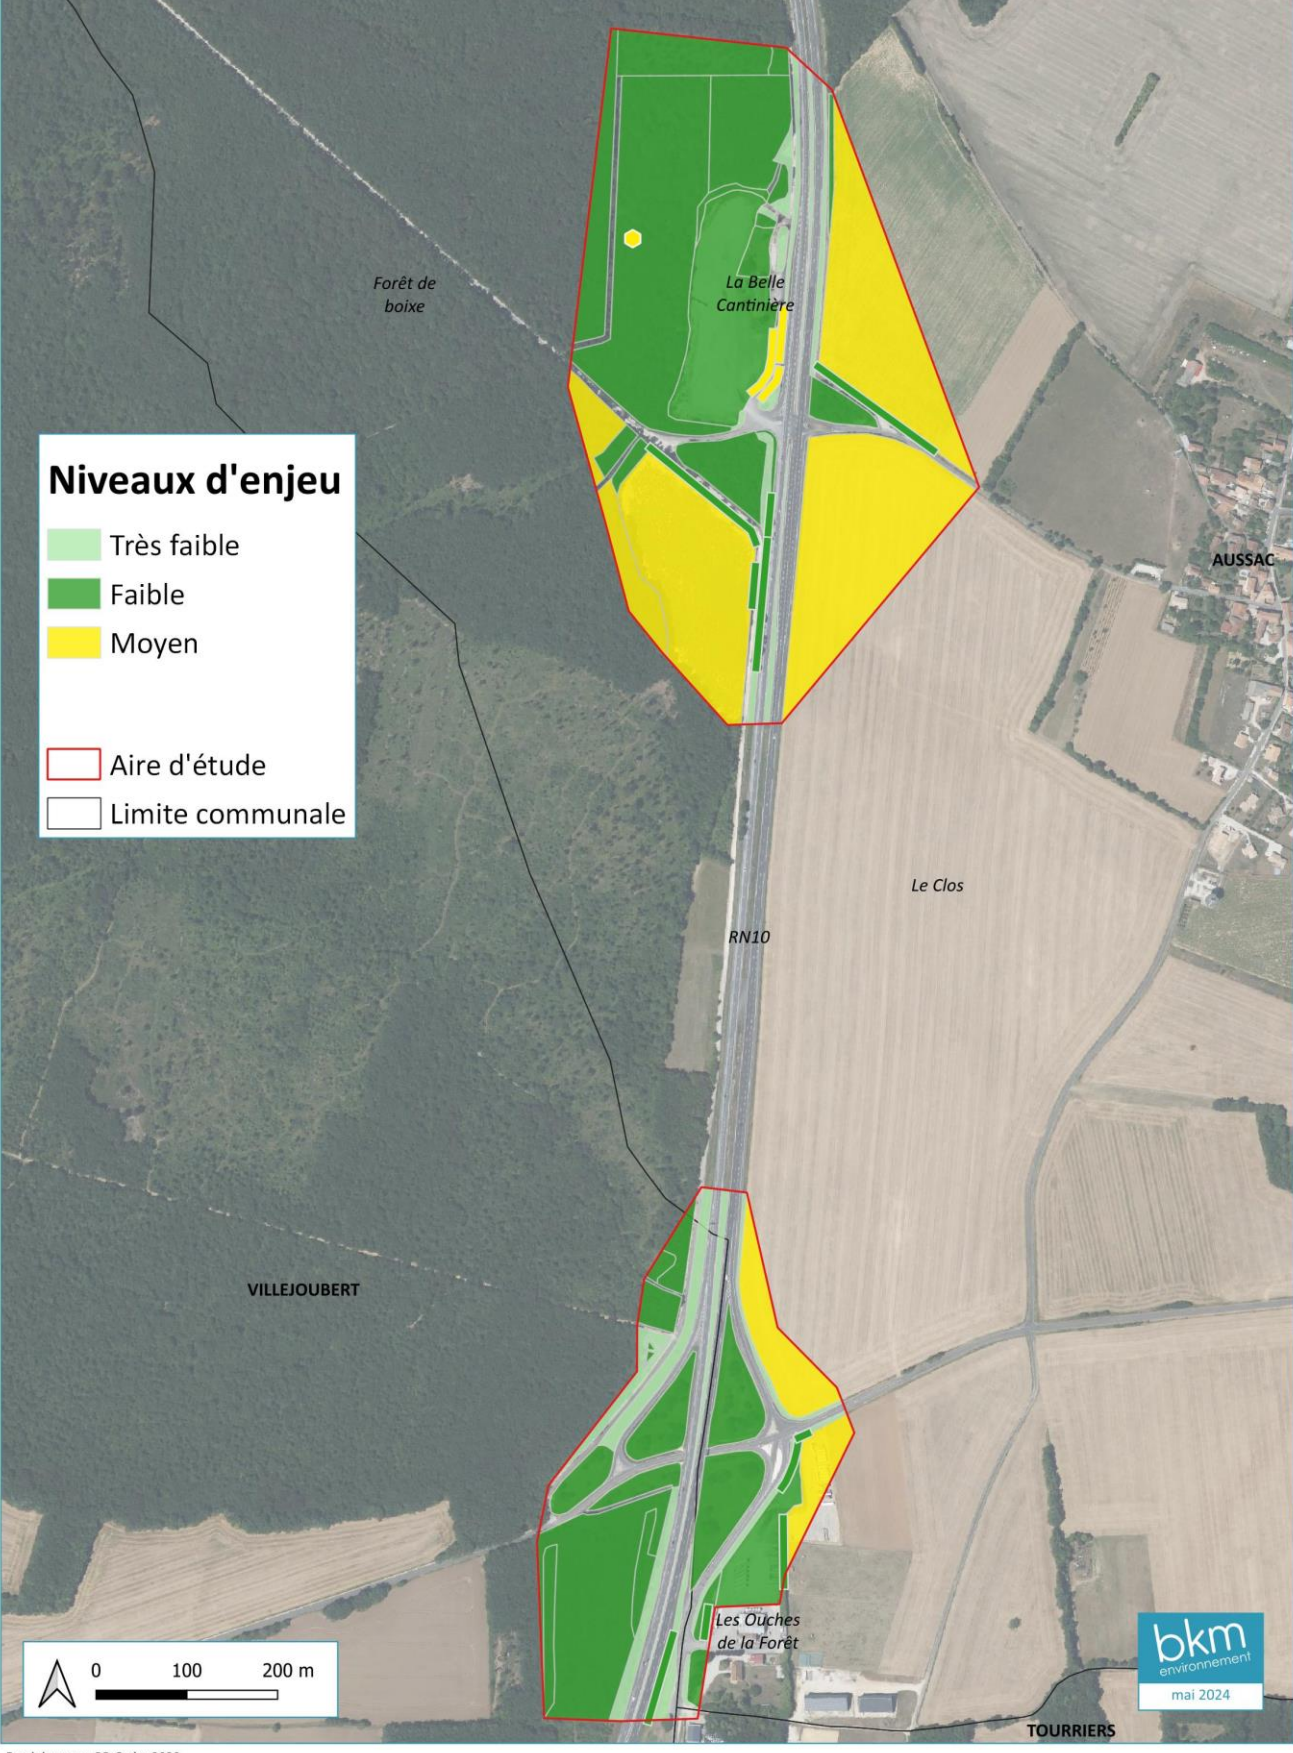 Forêt de
boixe
La Belle
Cantinière
Niveaux d'enjeu
Très faible
Faible
Moyen
Aire d'étude
Limite communale
AUSSAC
Le Clos
RN10
VILLEJOUBERT
Les Ouches
de la Forêt
0 100 200 m
bkm
environnement
mai 2024
TOURRIERS